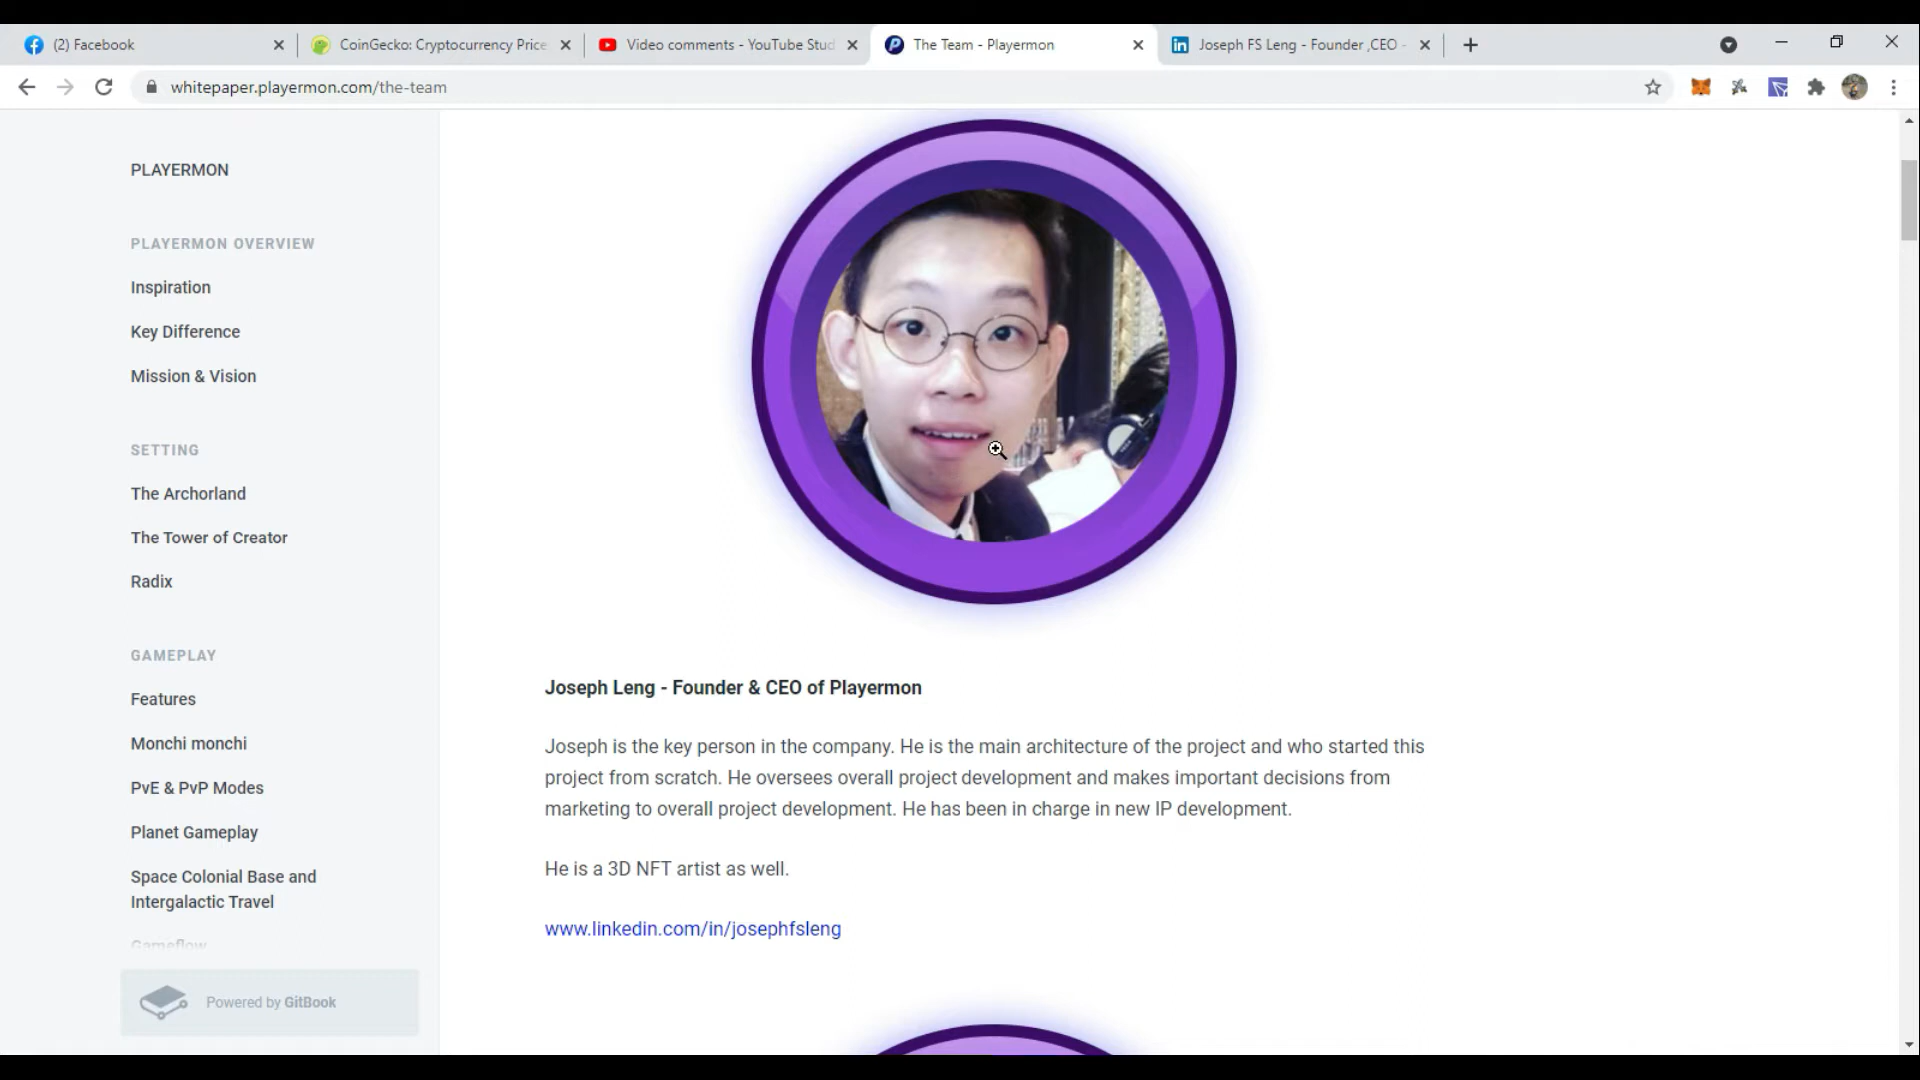 (2) Facebook
CoinGecko: Cryptocurrency Price
Video comments - YouTube Stud
The Team - Playermon
Joseph FS Leng - Founder ,CEO -
whitepaper.playermon.com/the-team
PLAYERMON
PLAYERMON OVERVIEW
Inspiration
Key Difference
Mission & Vision
SETTING
The Archorland
The Tower of Creator
Radix
GAMEPLAY
Features
Monchi monchi
PvE & PvP Modes
Planet Gameplay
Space Colonial Base and
Intergalactic Travel
Gameflow
Powered by GitBook
Joseph Leng - Founder & CEO of Playermon
Joseph is the key person in the company. He is the main architecture of the project and who started this
project from scratch. He oversees overall project development and makes important decisions from
marketing to overall project development. He has been in charge in new IP development.
He is a 3D NFT artist as well.
www.linkedin.com/in/josephfsleng